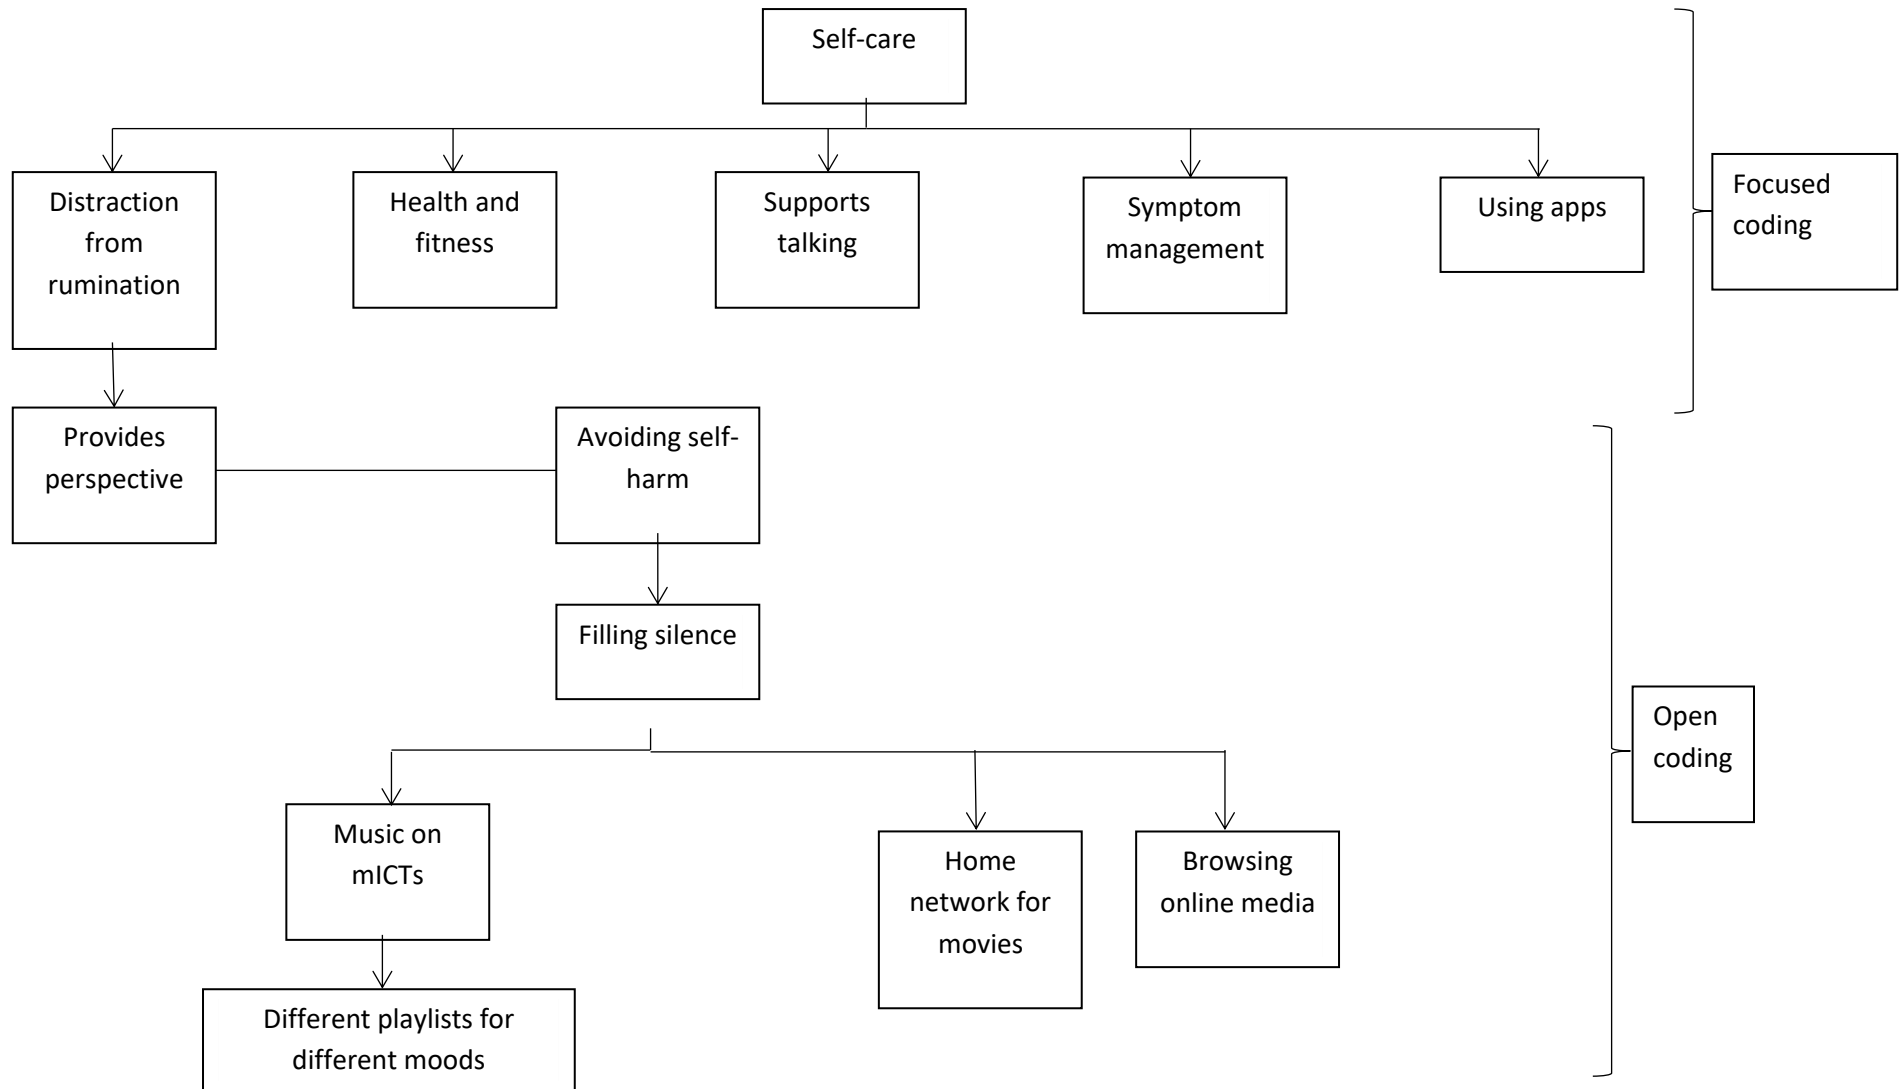 Self-care
Distraction
from
rumination
Health and
fitness
Supports
talking
Symptom
management
Using apps
Focused
coding
Provides
perspective
Avoiding self-
harm
Filling silence
Open
coding
Music on
mICTs
Home
network for
movies
Browsing
online media
Different playlists for
different moods